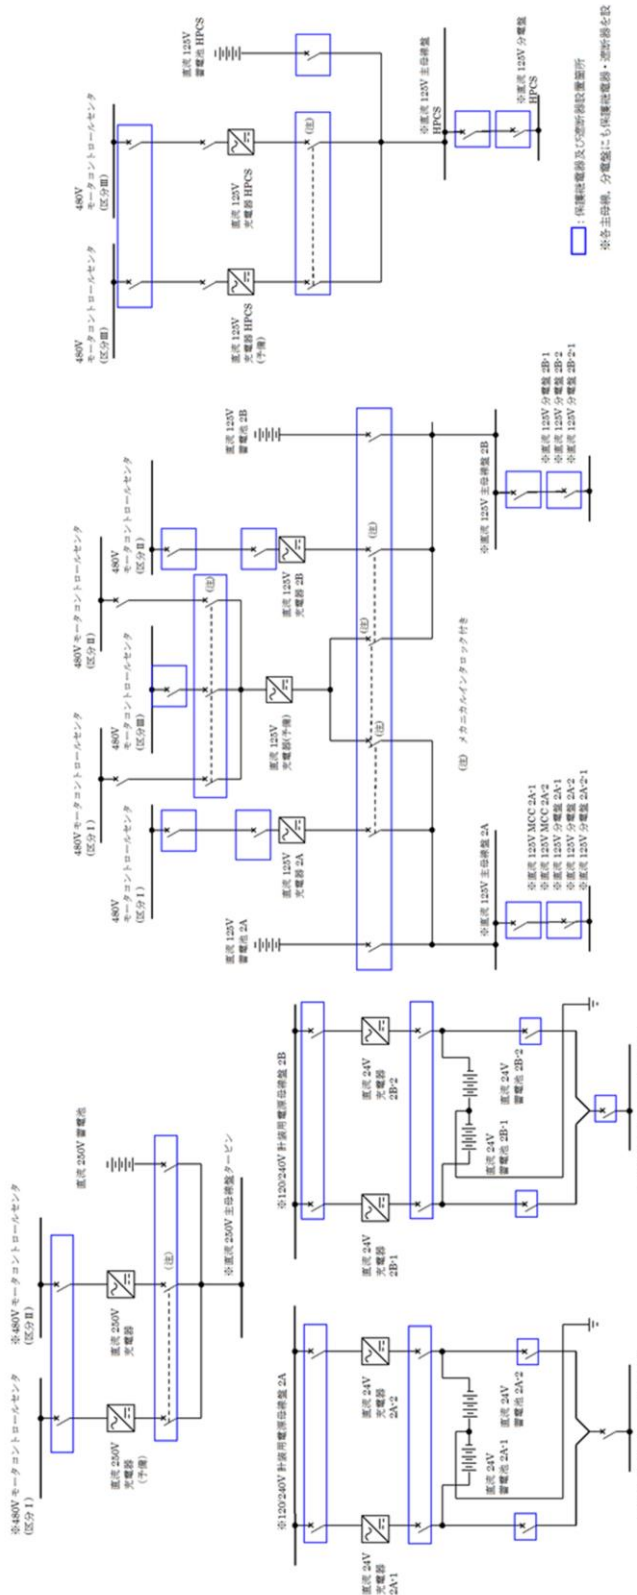 ※480V モータコントロールセンタ
(区分Ⅰ)
※480V モータコントロールセンタ
(区分Ⅱ)
直流 250V 蓄電池
直流 250V
充電器
(予備)
直流 250V
充電器
(注)
※直流 250V 主母線盤タービン
※120/240V 計装用電源母線盤 2A
直流 24V
充電器
2A-1
直流 24V
充電器
2A-2
直流 24V
蓄電池 2A-1
直流 24V
蓄電池 2A-2
※120/240V 計装用電源母線盤 2B
直流 24V
充電器
2B-1
直流 24V
充電器
2B-2
直流 24V
蓄電池 2B-1
直流 24V
蓄電池 2B-2
480V
モータコントロールセンタ
(区分Ⅰ)
480V モータコントロールセンタ
(区分Ⅰ)
480V
モータコントロールセンタ
(区分Ⅲ)
480V モータコントロールセンタ
(区分Ⅱ)
480V
モータコントロールセンタ
(区分Ⅱ)
(注)
直流 125V
蓄電池 2A
直流 125V
充電器 2A
直流 125V
充電器(予備)
直流 125V
充電器 2B
直流 125V
蓄電池 2B
(注)
(注)
(注)
※直流 125V 主母線盤 2A
※直流 125V MCC 2A-1
※直流 125V MCC 2A-2
※直流 125V 分電盤 2A-1
※直流 125V 分電盤 2A-2
※直流 125V 分電盤 2A-2-1
(注) メカニカルインタロック付き
※直流 125V 主母線盤 2B
※直流 125V 分電盤 2B-1
※直流 125V 分電盤 2B-2
※直流 125V 分電盤 2B-2-1
480V
モータコントロールセンタ
(区分Ⅲ)
480V
モータコントロールセンタ
(区分Ⅲ)
直流 125V
蓄電池 HPCS
直流 125V
充電器 HPCS
(予備)
直流 125V
充電器 HPCS
(注)
※直流 125V 主母線盤
HPCS
※直流 125V 分電盤
HPCS
：保護継電器及び遮断器設置箇所
※各主母線、分電盤にも保護継電器・遮断器を設